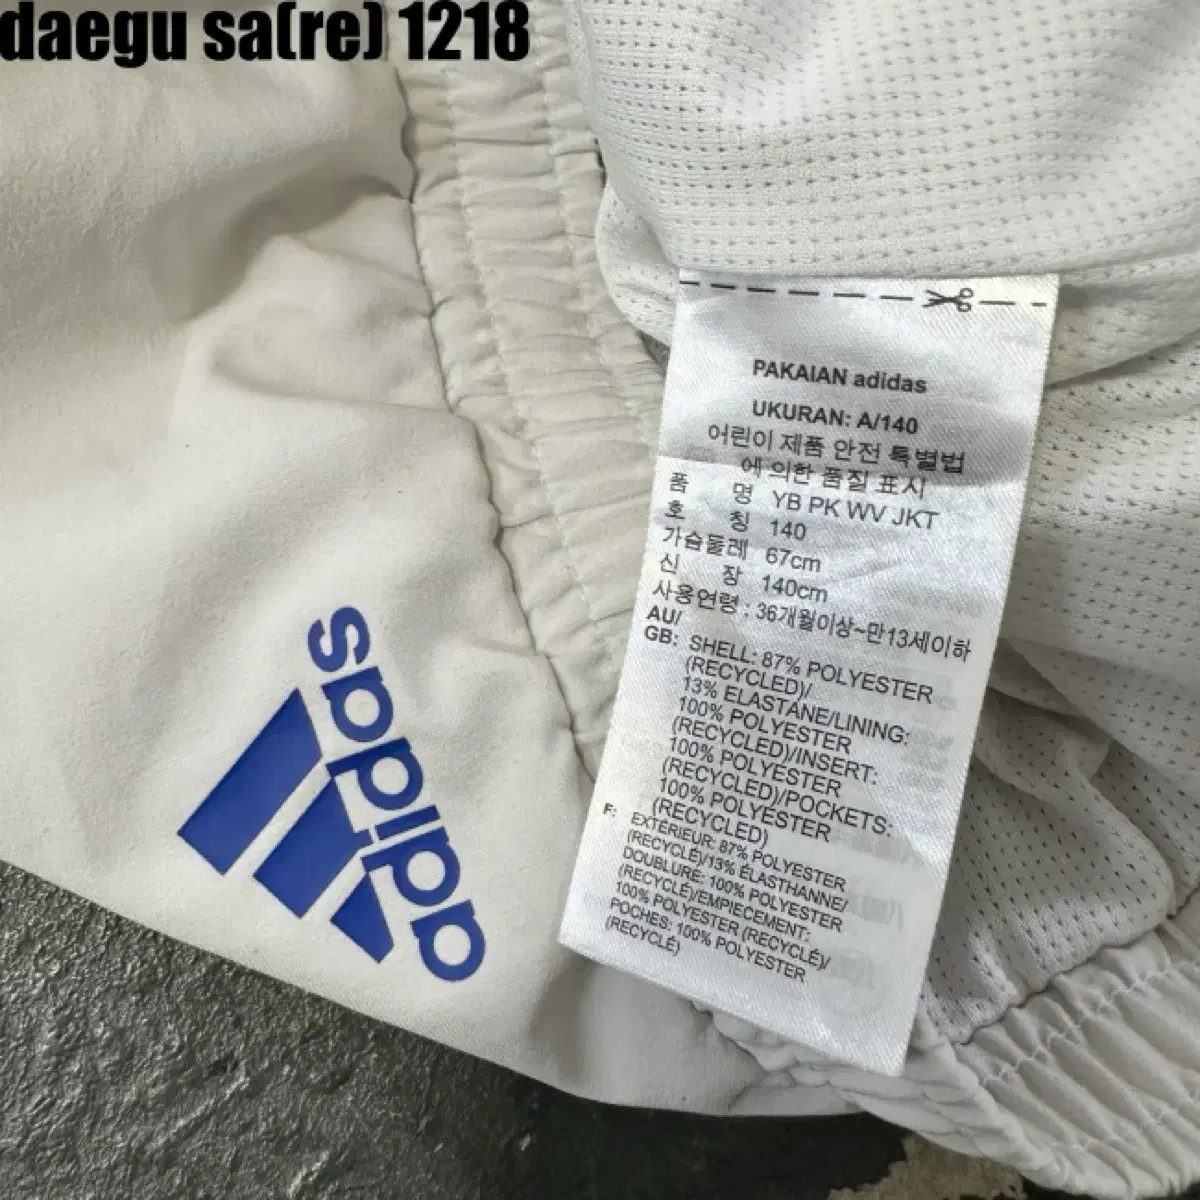 daegu sa(re) 1218
PAKAIAN adidas
UKURAN: A/140
어린이 제품 안전 특별법
에 의한 품질 표시
품 명 YB PK WV JKT
호 칭 140
가슴둘레 67cm
신 장 140cm
사용연령 : 36개월이상~만13세이하
AU/
GB: SHELL: 87% POLYESTER
(RECYCLED)/
13% ELASTANE/LINING:
100% POLYESTER
(RECYCLED)/INSERT:
100% POLYESTER
(RECYCLED)/POCKETS:
100% POLYESTER
(RECYCLED)
F: EXTÉRIEUR: 87% POLYESTER
(RECYCLÉ)/13% ÉLASTHANNE/
DOUBLURE: 100% POLYESTER
(RECYCLÉ)/EMPIECEMENT:
100% POLYESTER (RECYCLÉ)/
POCHES: 100% POLYESTER
(RECYCLÉ)
adidas